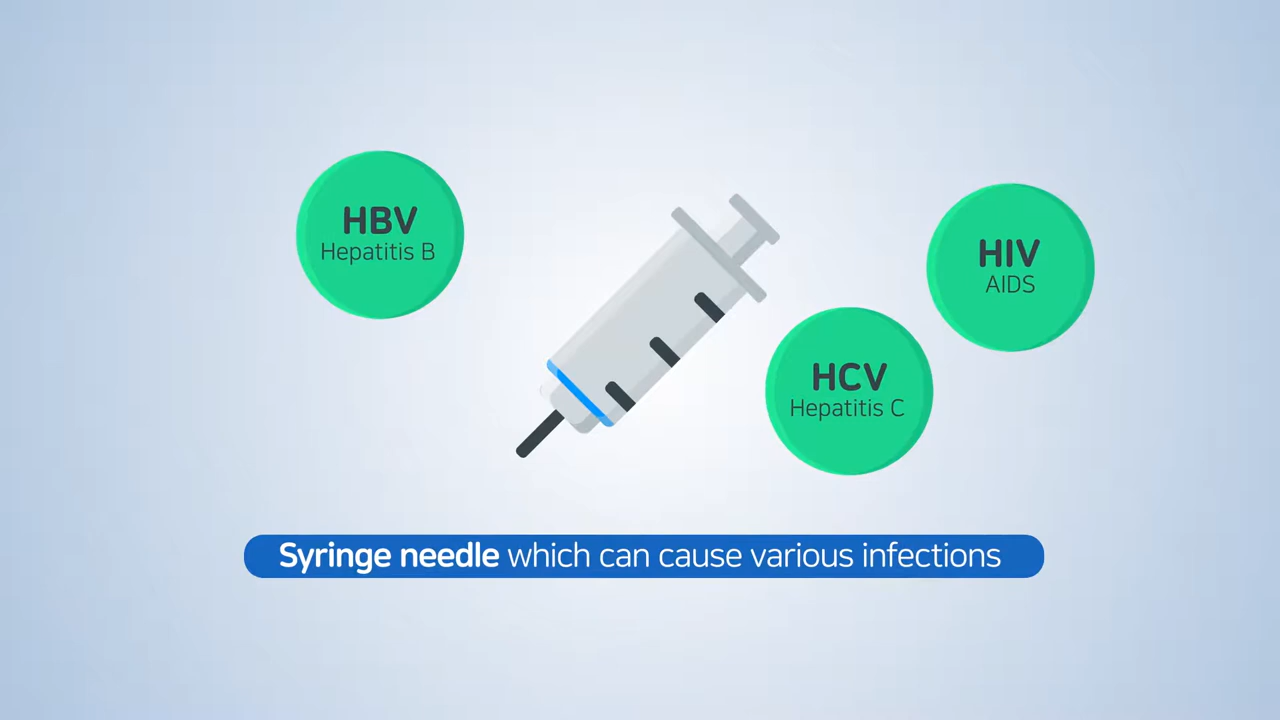 HBV
Hepatitis B
HIV
AIDS
HCV
Hepatitis C
Syringe needle which can cause various infections